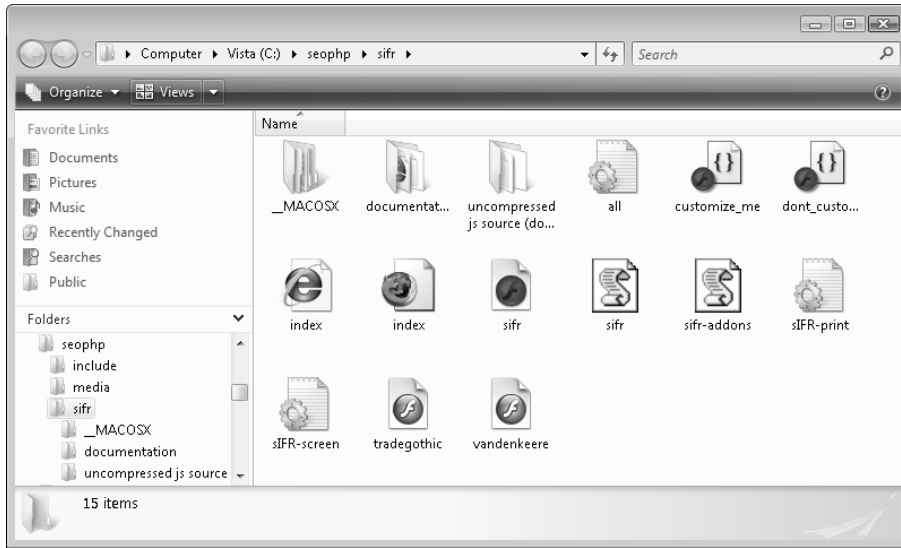 Computer Vista (C:) seophp sifr Search
Organize Views
Favorite Links
Documents
Pictures
Music
Recently Changed
Searches
Public
Folders
seophp
include
media
sifr
__MACOSX
documentation
uncompressed js source
Name
__MACOSX documentat... uncompressed js source (do... all customize_me dont_custo...
index index sifr sifr sifr-addons sIFR-print
sIFR-screen tradegothic vandenkeere
15 items